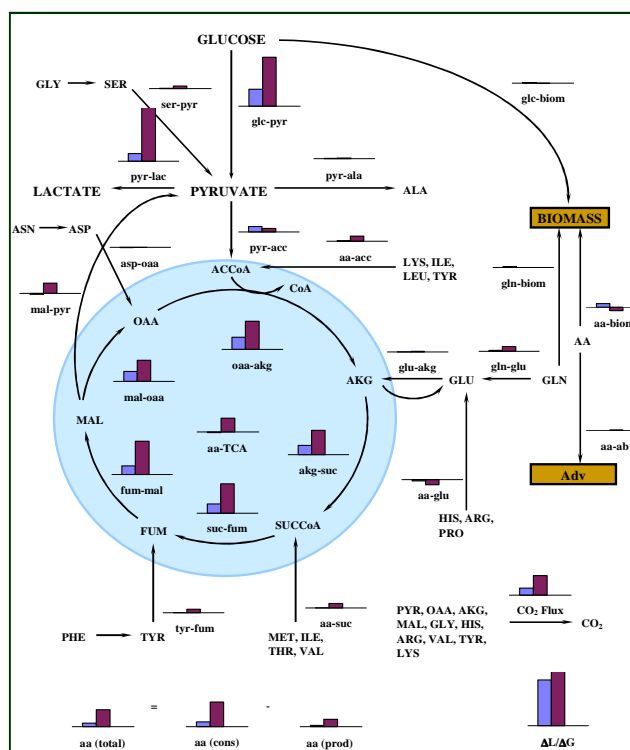 GLUCOSE
GLY
SER
ser-pyr
glc-pyr
glc-biom
pyr-lac
pyr-ala
LACTATE
PYRUVATE
ALA
ASN
ASP
BIOMASS
pyr-acc
aa-acc
asp-oaa
LYS, ILE,
LEU, TYR
ACCoA
CoA
gln-biom
mal-pyr
OAA
aa-biom
oaa-akg
AA
glu-akg
gln-glu
AKG
GLU
GLN
mal-oaa
MAL
aa-TCA
aa-ab
akg-suc
Adv
fum-mal
aa-glu
HIS, ARG,
PRO
suc-fum
FUM
SUCCoA
PYR, OAA, AKG,
MAL, GLY, HIS,
ARG, VAL, TYR,
LYS
CO2 Flux
CO2
PHE
TYR
tyr-fum
MET, ILE,
THR, VAL
aa-suc
=
-
aa (total)
aa (cons)
aa (prod)
ΔL/ΔG